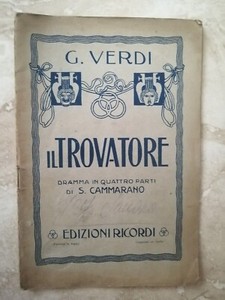 G. VERDI
IL TROVATORE
DRAMMA IN QUATTRO PARTI
DI S. CAMMARANO
EDIZIONI RICORDI